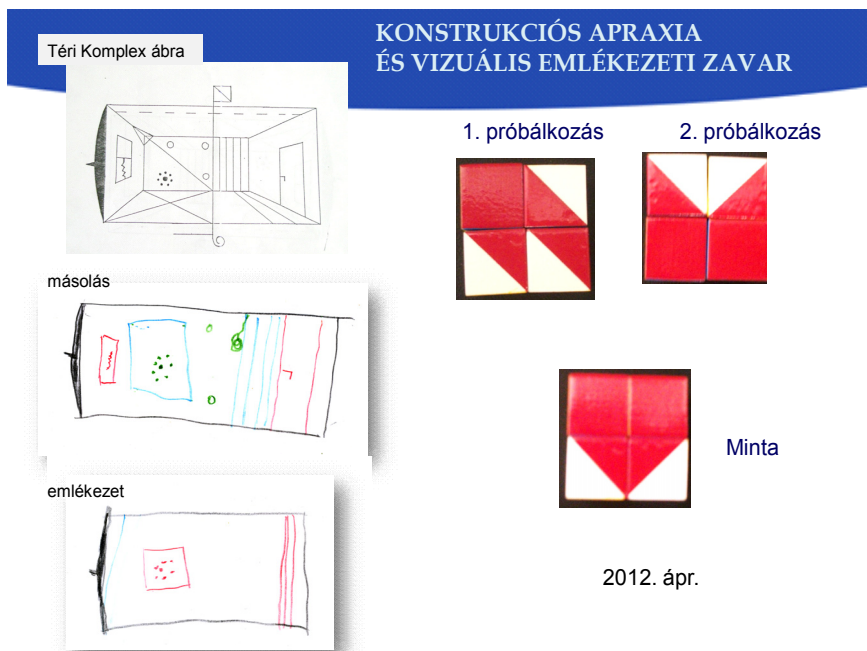 Téri Komplex ábra
KONSTRUKCIÓS APRAXIA
ÉS VIZUÁLIS EMLÉKEZETI ZAVAR
1. próbálkozás
2. próbálkozás
másolás
Minta
emlékezet
2012. ápr.